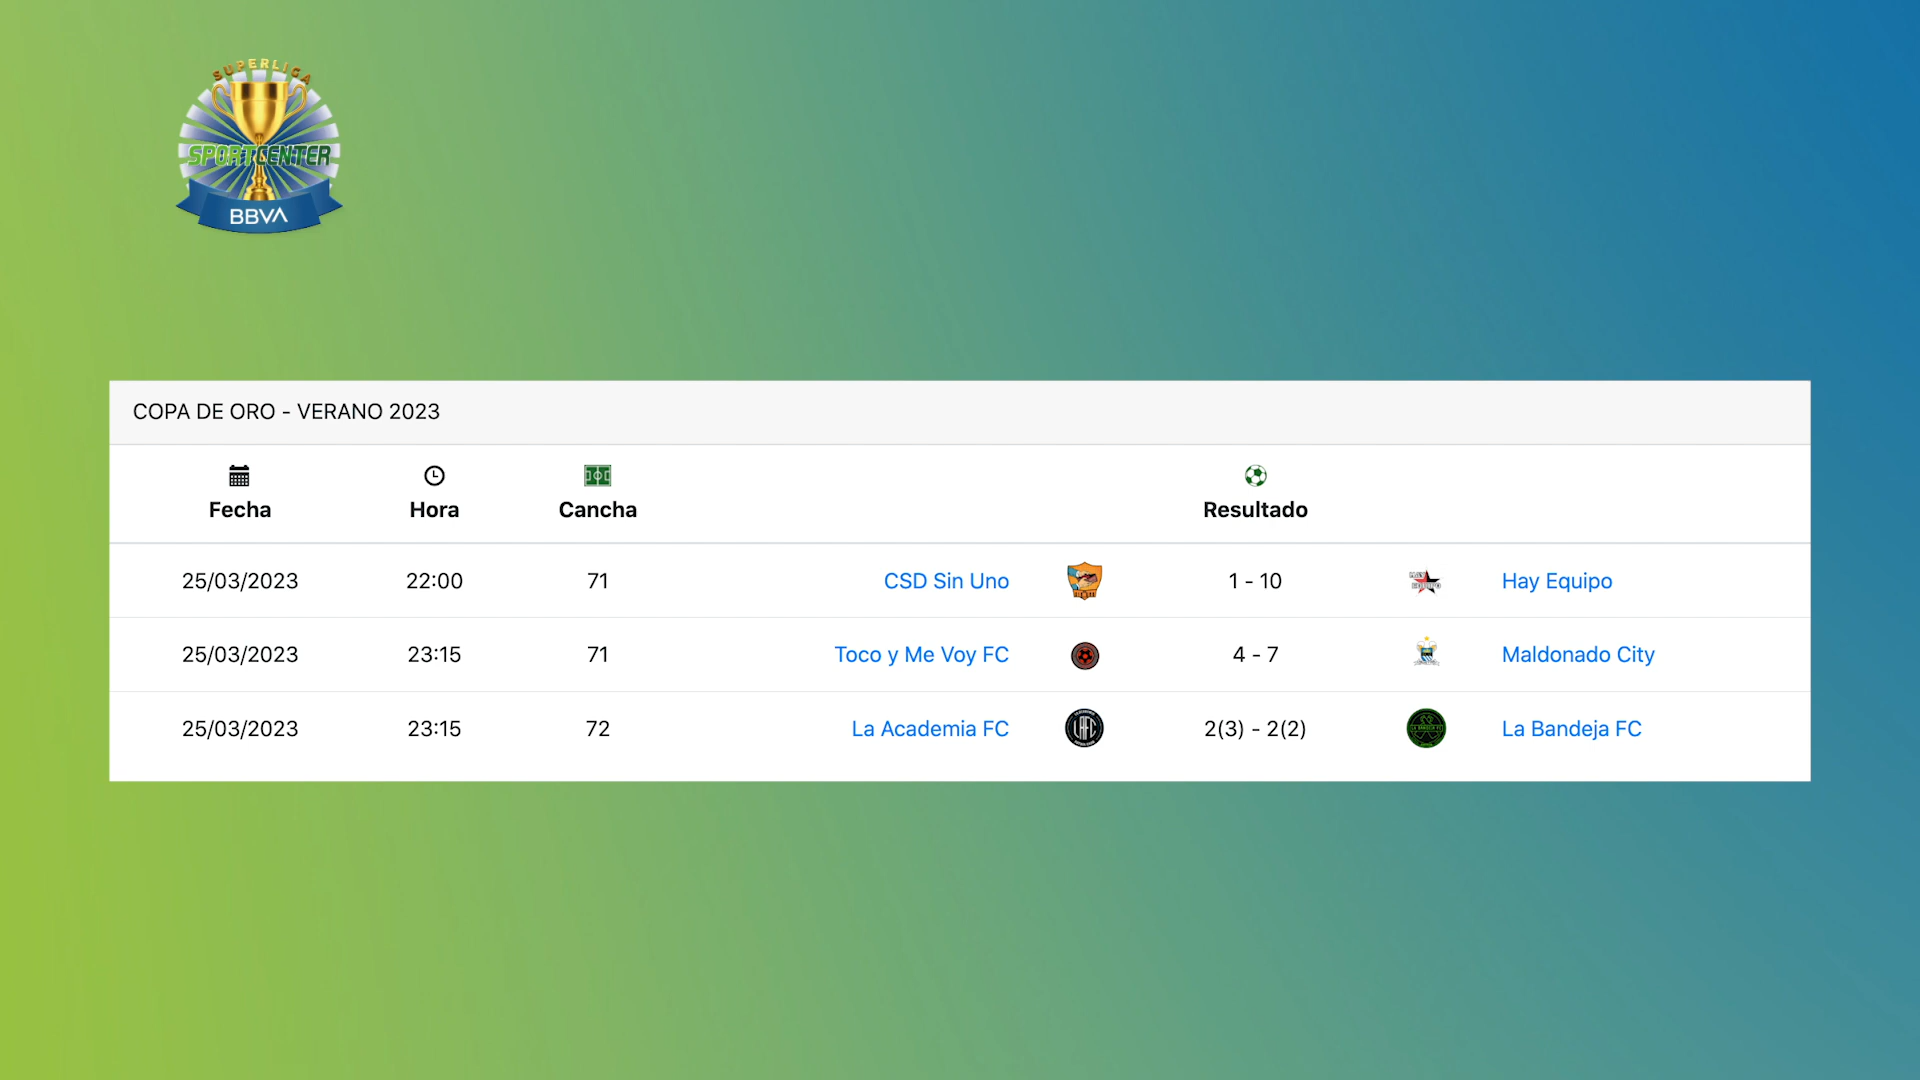 SUPERLIGA
SPORTCENTER
BBVA
COPA DE ORO - VERANO 2023
Fecha Hora Cancha Resultado
25/03/2023 22:00 71 CSD Sin Uno 1 - 10 Hay Equipo
25/03/2023 23:15 71 Toco y Me Voy FC 4 - 7 Maldonado City
25/03/2023 23:15 72 La Academia FC LAFC 2(3) - 2(2) La Bandeja FC